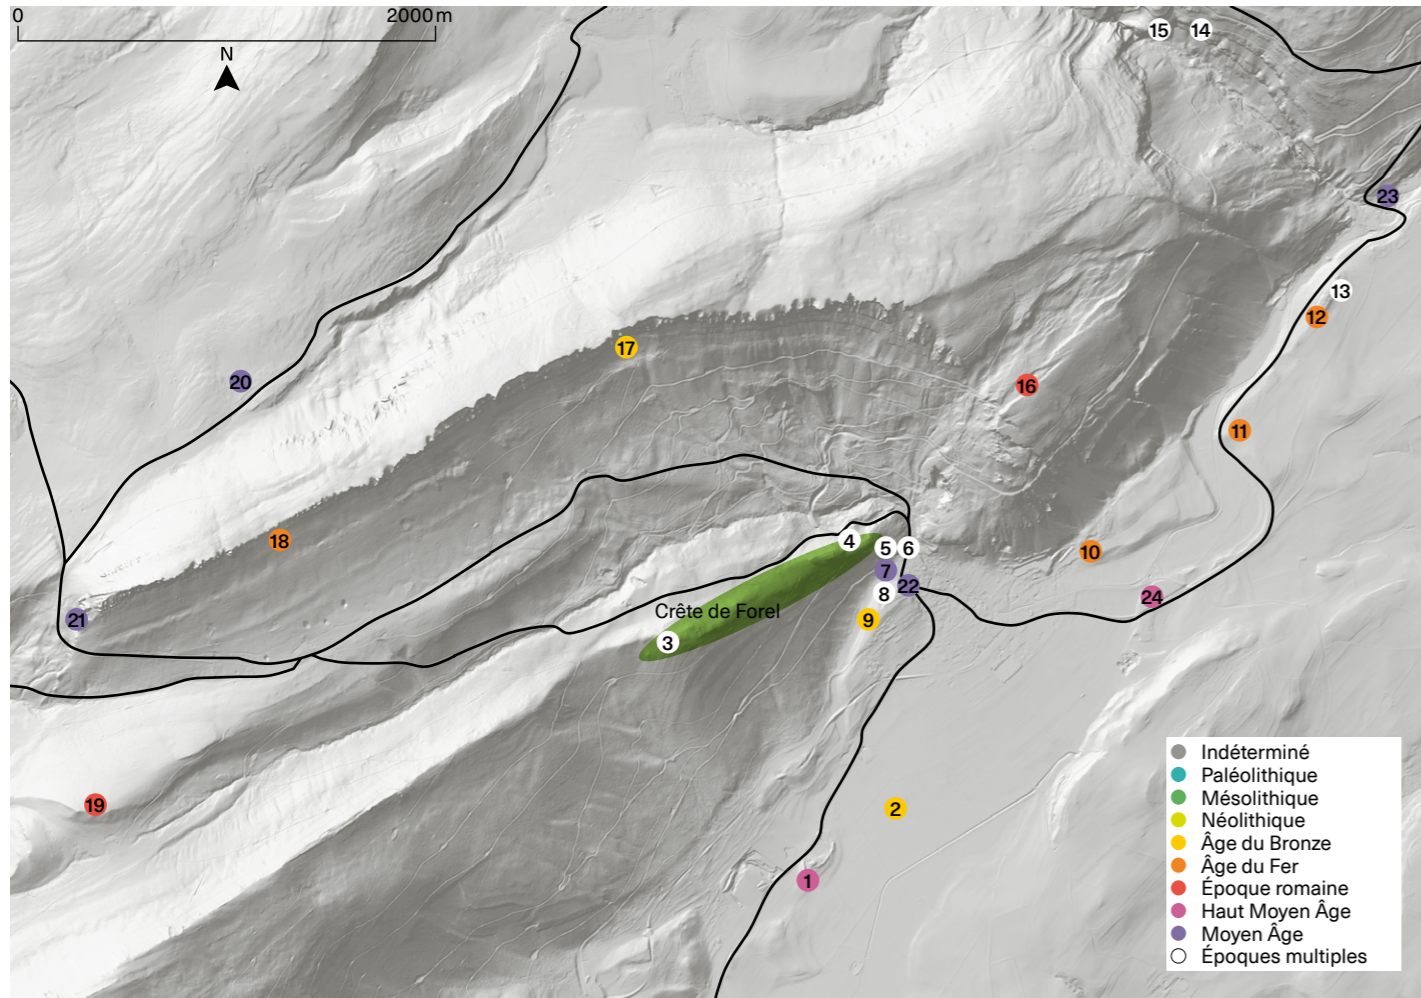 0 2000 m
N
15 14
23
13
12
17
20
16
11
18
4 5 6
10
7
22
8
24
Crête de Forel
9
21
3
19
2
1
Indéterminé
Paléolithique
Mésolithique
Néolithique
Âge du Bronze
Âge du Fer
Époque romaine
Haut Moyen Âge
Moyen Âge
Époques multiples